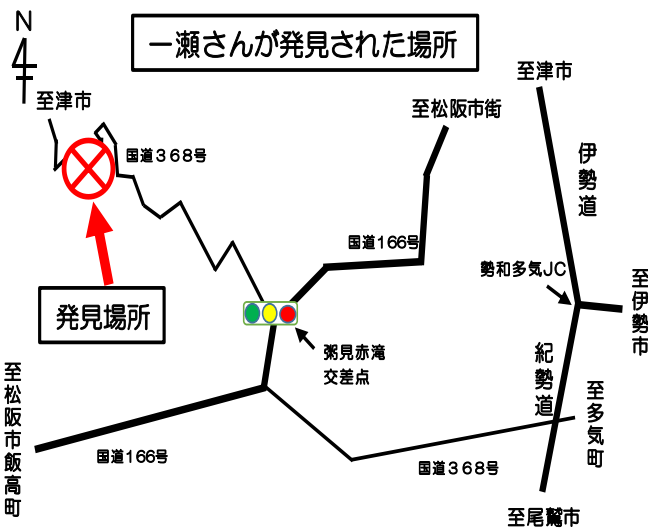 N
一瀬さんが発見された場所
至津市
至津市
至松阪市街
国道368号
伊勢道
国道166号
勢和多気JC
至伊勢市
発見場所
粥見赤滝
交差点
紀勢道
至松阪市飯高町
至多気町
国道166号
国道368号
至尾鷲市